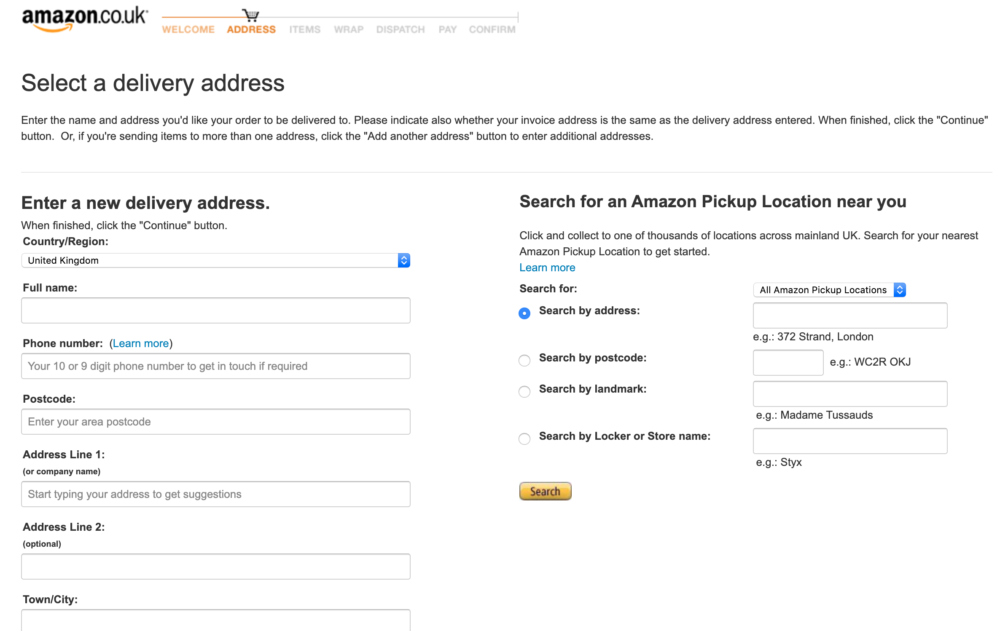 amazon.co.uk
WELCOME ADDRESS ITEMS WRAP DISPATCH PAY CONFIRM
Select a delivery address
Enter the name and address you'd like your order to be delivered to. Please indicate also whether your invoice address is the same as the delivery address entered. When finished, click the "Continue"
button.  Or, if you're sending items to more than one address, click the "Add another address" button to enter additional addresses.
Enter a new delivery address.
When finished, click the "Continue" button.
Country/Region:
United Kingdom
Full name:
Phone number: (Learn more)
Your 10 or 9 digit phone number to get in touch if required
Postcode:
Enter your area postcode
Address Line 1:
(or company name)
Start typing your address to get suggestions
Address Line 2:
(optional)
Town/City:
Search for an Amazon Pickup Location near you
Click and collect to one of thousands of locations across mainland UK. Search for your nearest
Amazon Pickup Location to get started.
Learn more
Search for: All Amazon Pickup Locations
Search by address:
e.g.: 372 Strand, London
Search by postcode: e.g.: WC2R OKJ
Search by landmark:
e.g.: Madame Tussauds
Search by Locker or Store name:
e.g.: Styx
Search